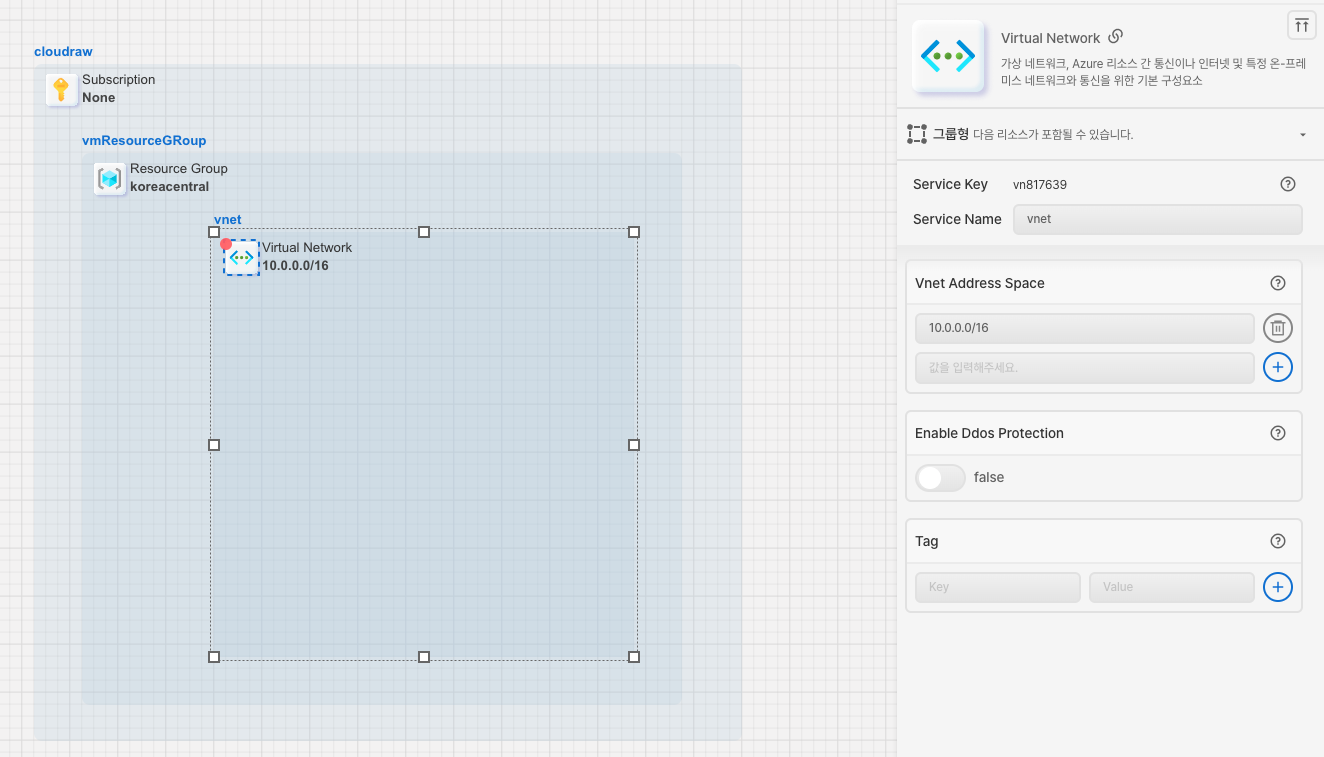 cloudraw
Subscription
None
vmResourceGRoup
Resource Group
koreacentral
vnet
Virtual Network
10.0.0.0/16
Virtual Network
가상 네트워크, Azure 리소스 간 통신이나 인터넷 및 특정 온-프레
미스 네트워크와 통신을 위한 기본 구성요소
그룹형 다음 리소스가 포함될 수 있습니다.
Service Key vn817639
Service Name vnet
Vnet Address Space
10.0.0.0/16
값을 입력해주세요.
Enable Ddos Protection
false
Tag
Key Value